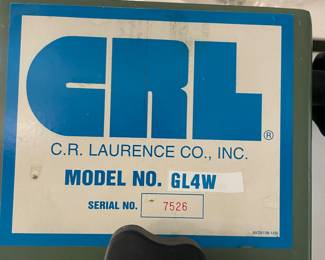 CRL®
C.R. LAURENCE CO., INC.
MODEL NO. GL4W
SERIAL NO. 7526